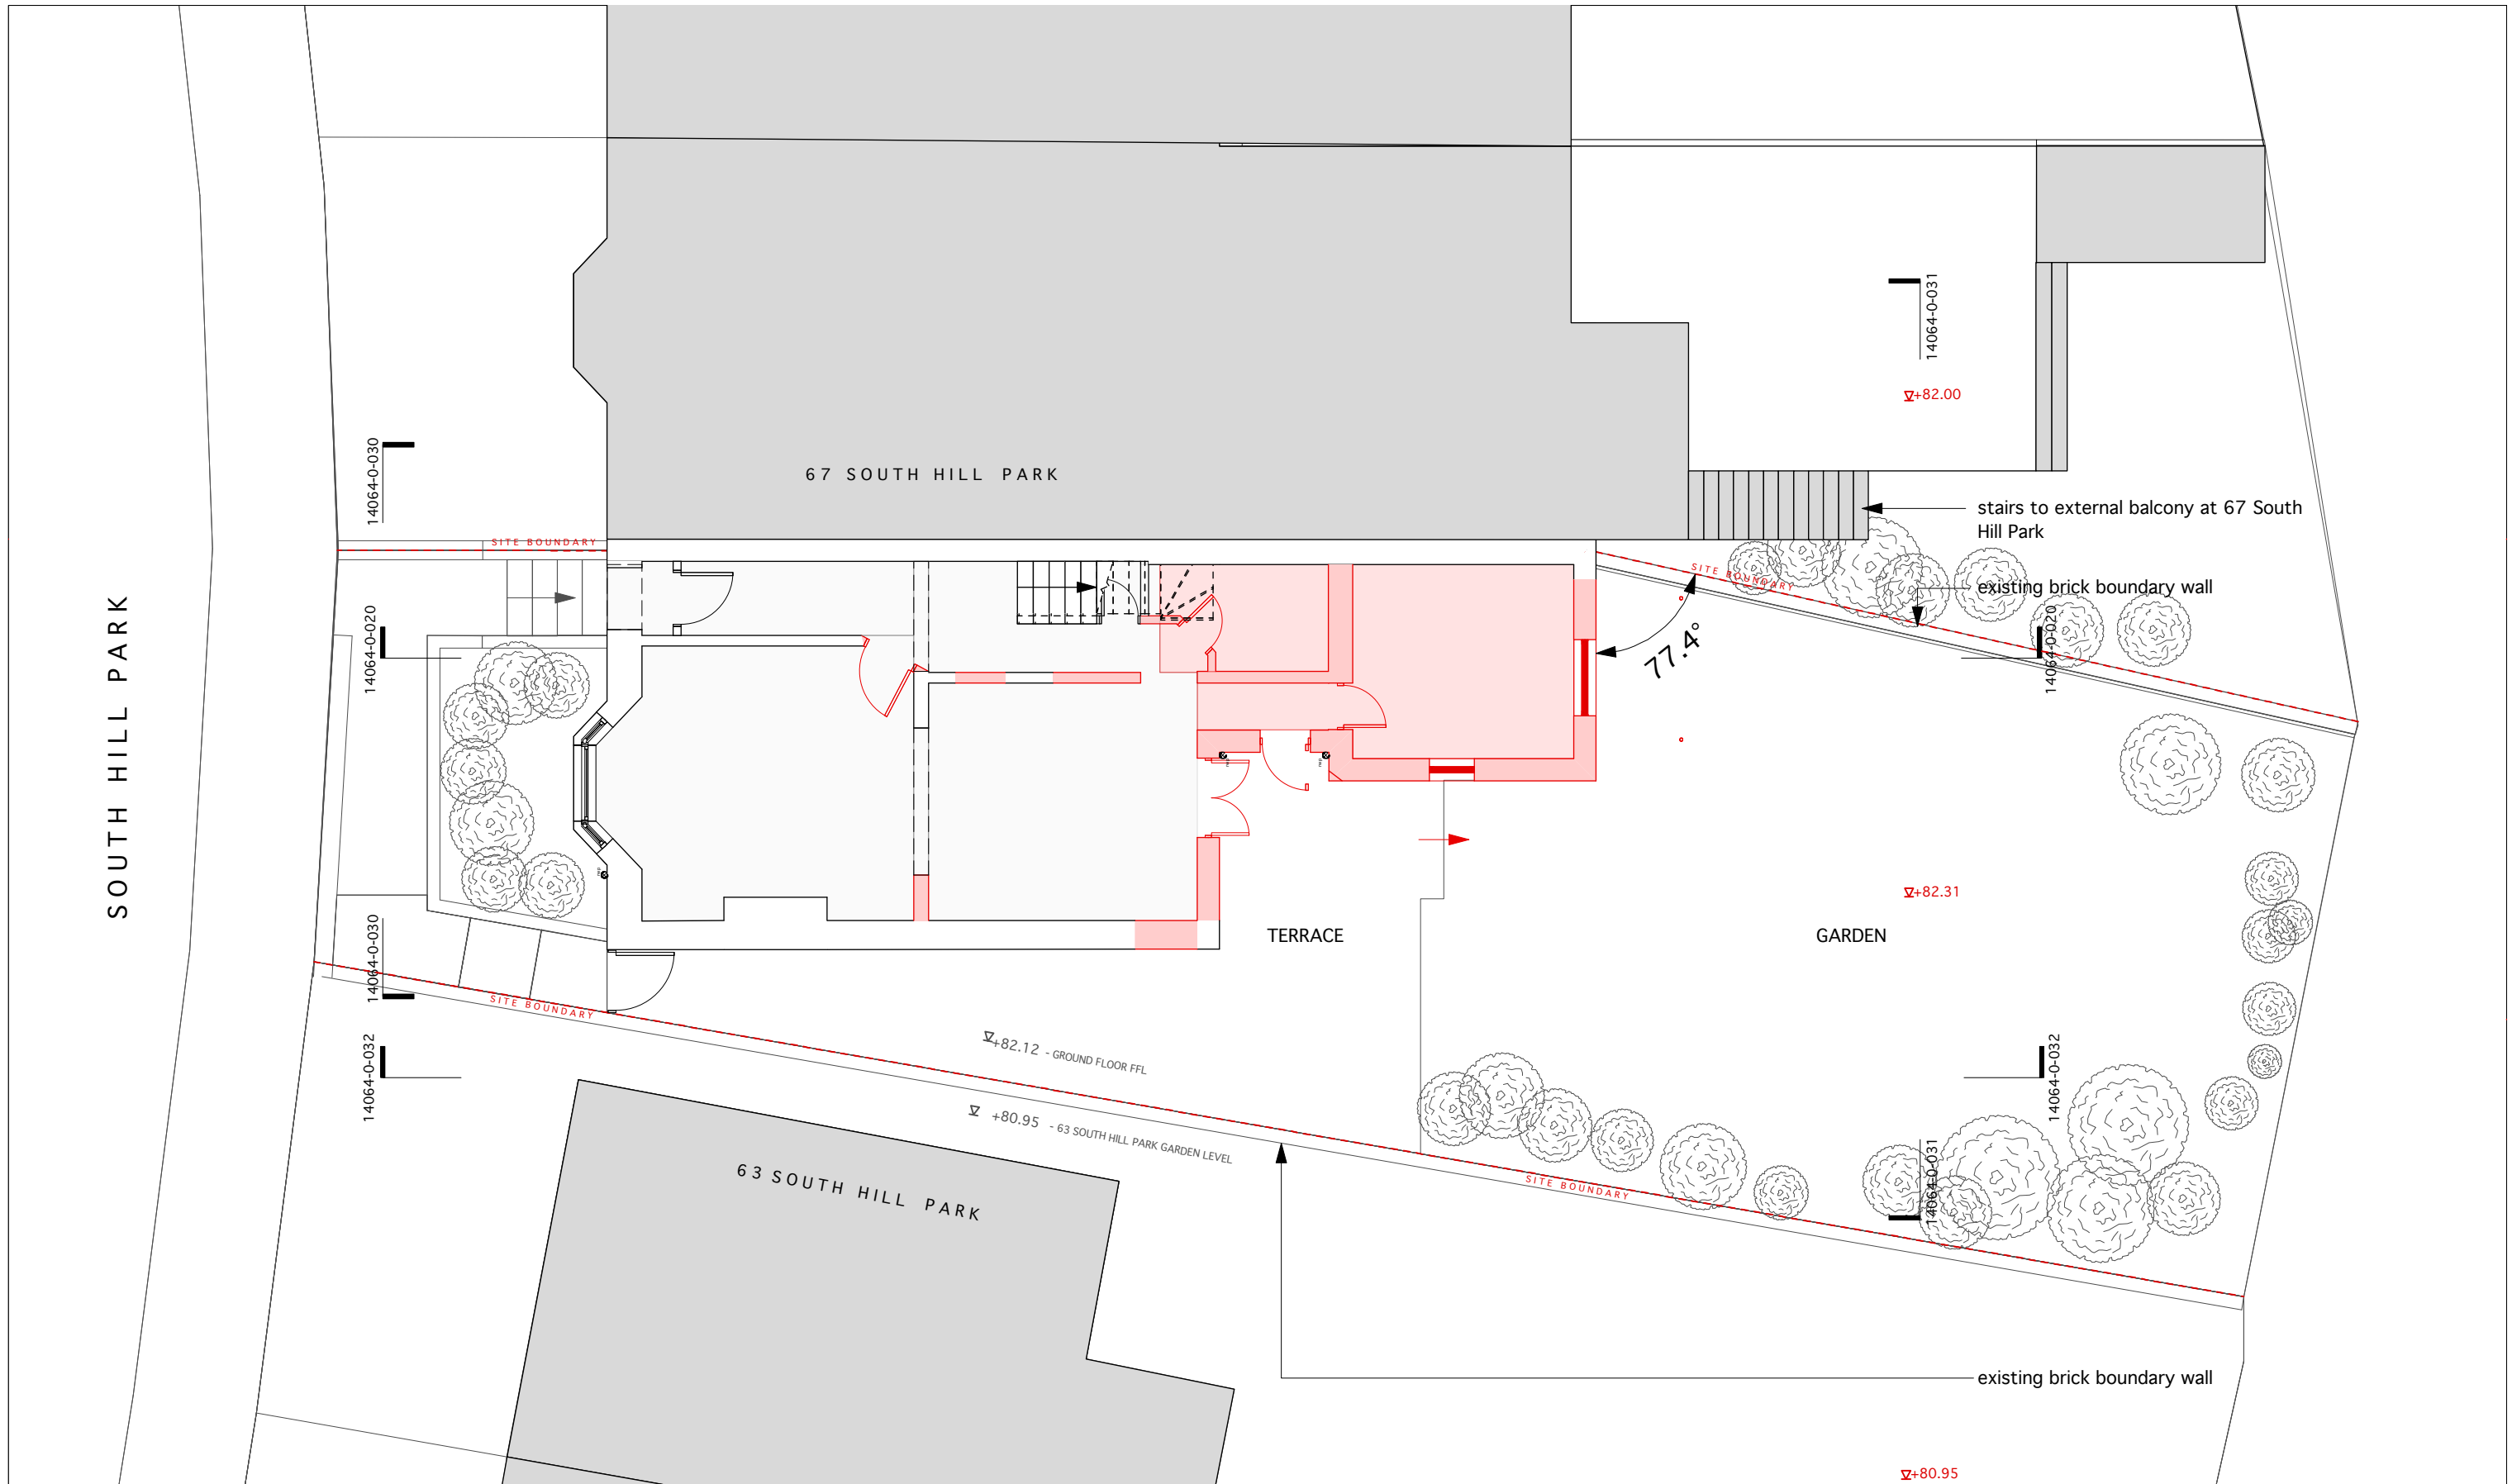 14064-0-031
+82.00
14064-0-030
67 SOUTH HILL PARK
stairs to external balcony at 67 South
Hill Park
SITE BOUNDARY
SITE BOUNDARY
existing brick boundary wall
14064-0-020
14064-0-020
77.4°
SOUTH HILL PARK
rwp
rwp
rwp
+82.31
TERRACE
GARDEN
14064-0-030
SITE BOUNDARY
+82.12 - GROUND FLOOR FFL
14064-0-032
14064-0-032
+80.95 - 63 SOUTH HILL PARK GARDEN LEVEL
63 SOUTH HILL PARK
SITE BOUNDARY
14064-0-031
existing brick boundary wall
+80.95